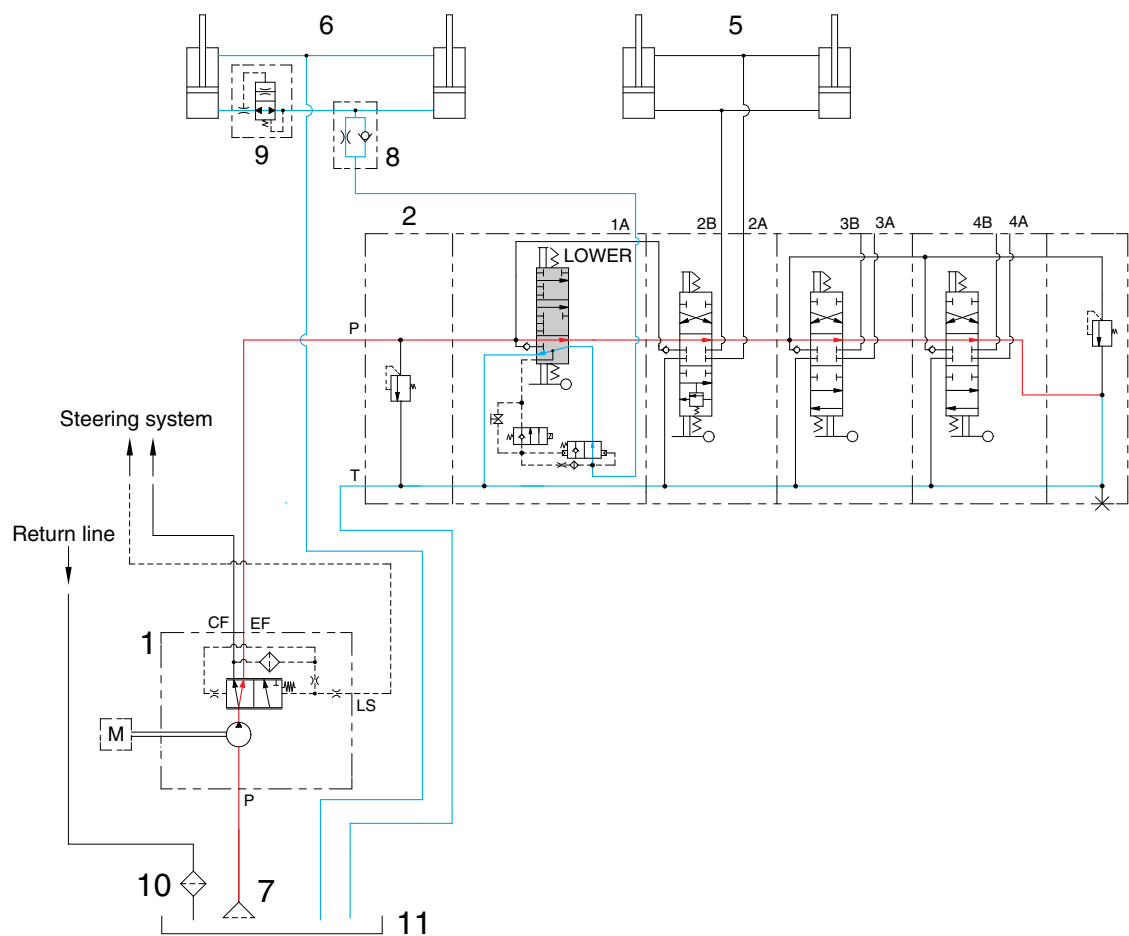 6
5
9
8
2
1A
2B
2A
3B
3A
4B
4A
LOWER
P
Steering system
T
Return line
CF
EF
1
LS
M
P
10
7
11